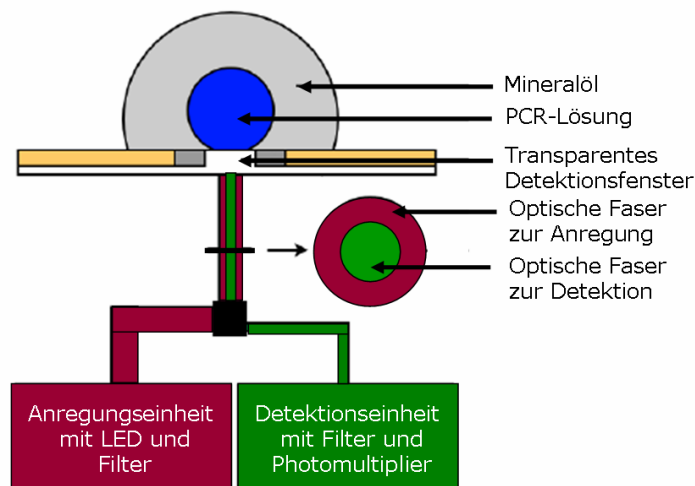 Mineralöl
PCR-Lösung
Transparentes
Detektionsfenster
Optische Faser
zur Anregung
Optische Faser
zur Detektion
Anregungseinheit
mit LED und
Filter
Detektionseinheit
mit Filter und
Photomultiplier